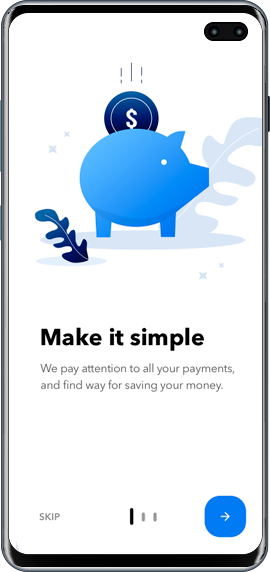 $
Make it simple
We pay attention to all your payments,
and find way for saving your money.
SKIP